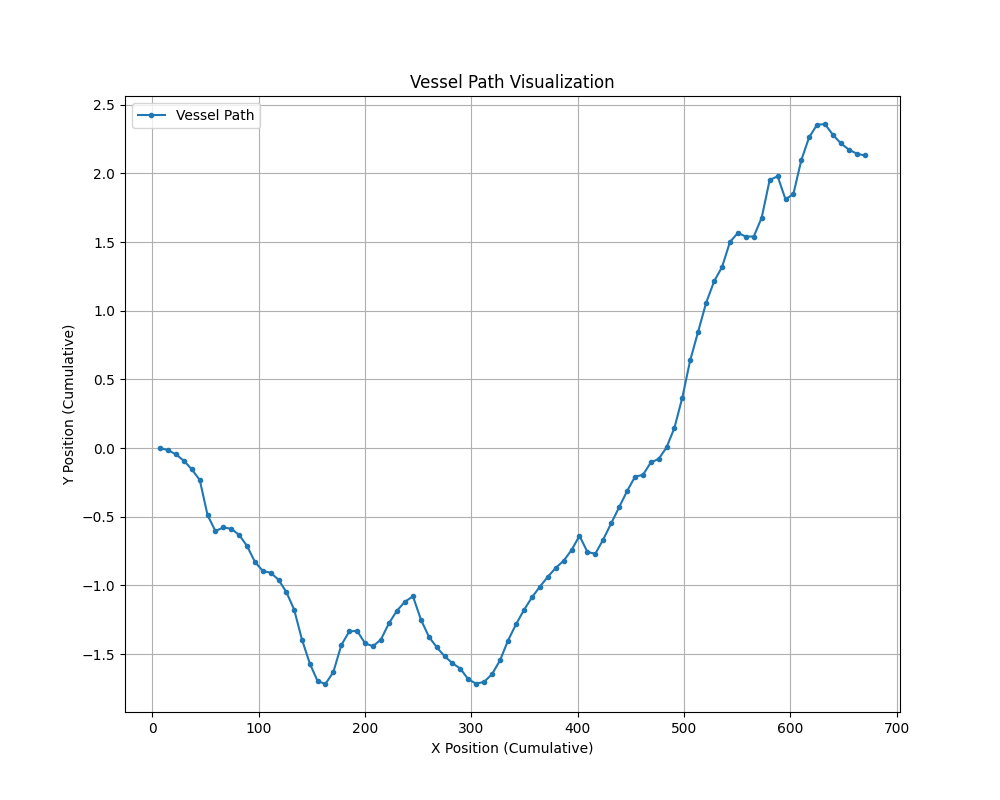 Vessel Path Visualization
Vessel Path
Y Position (Cumulative)
2.5
2.0
1.5
1.0
0.5
0.0
−0.5
−1.0
−1.5
0 100 200 300 400 500 600 700
X Position (Cumulative)